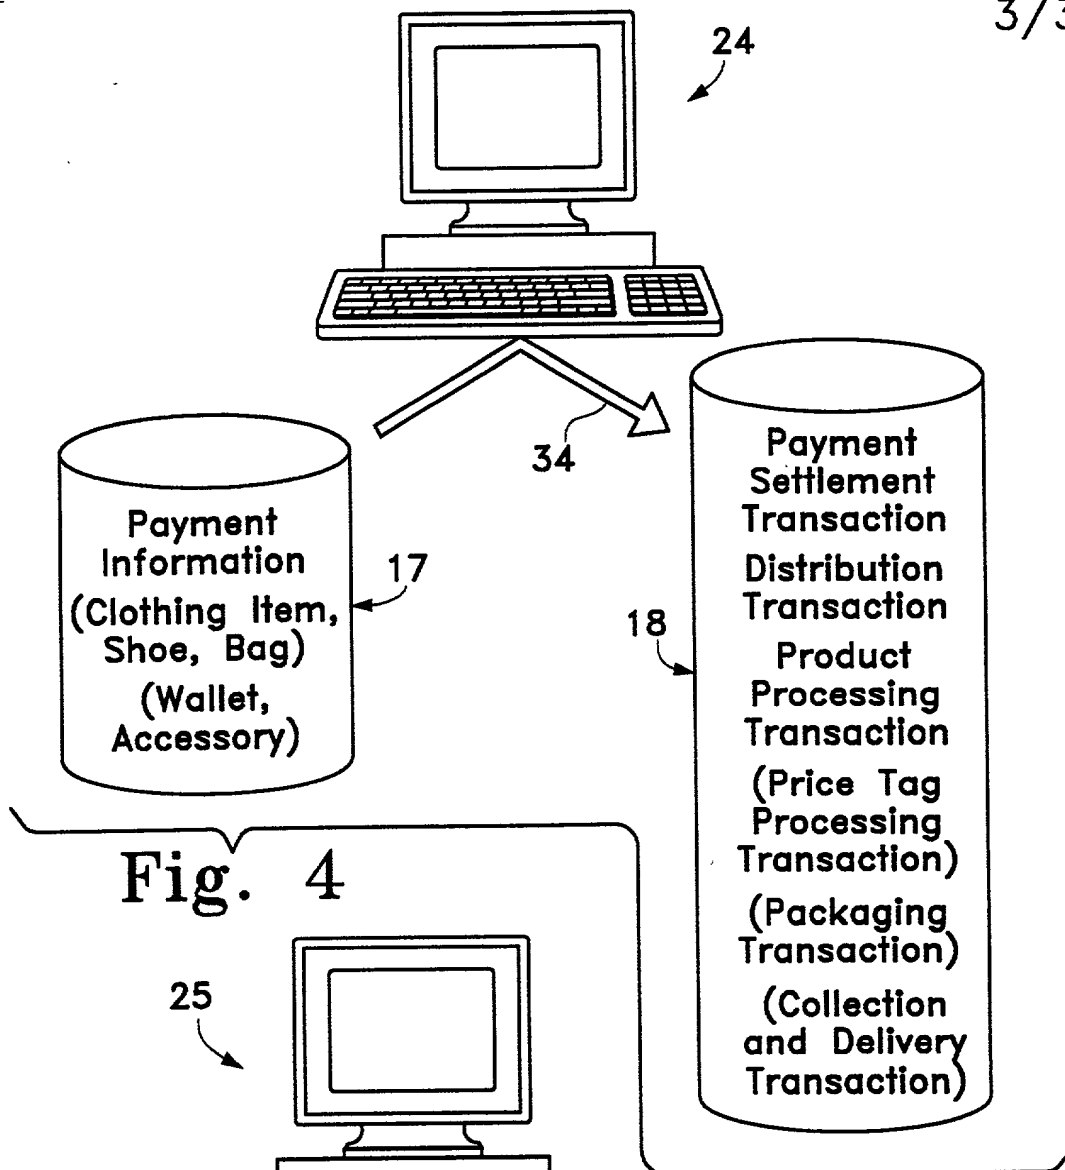 3/3
24
34
Payment
Information
(Clothing Item,
Shoe, Bag)
(Wallet,
Accessory)
17
18
Payment
Settlement
Transaction
Distribution
Transaction
Product
Processing
Transaction
(Price Tag
Processing
Transaction)
(Packaging
Transaction)
(Collection
and Delivery
Transaction)
Fig. 4
25